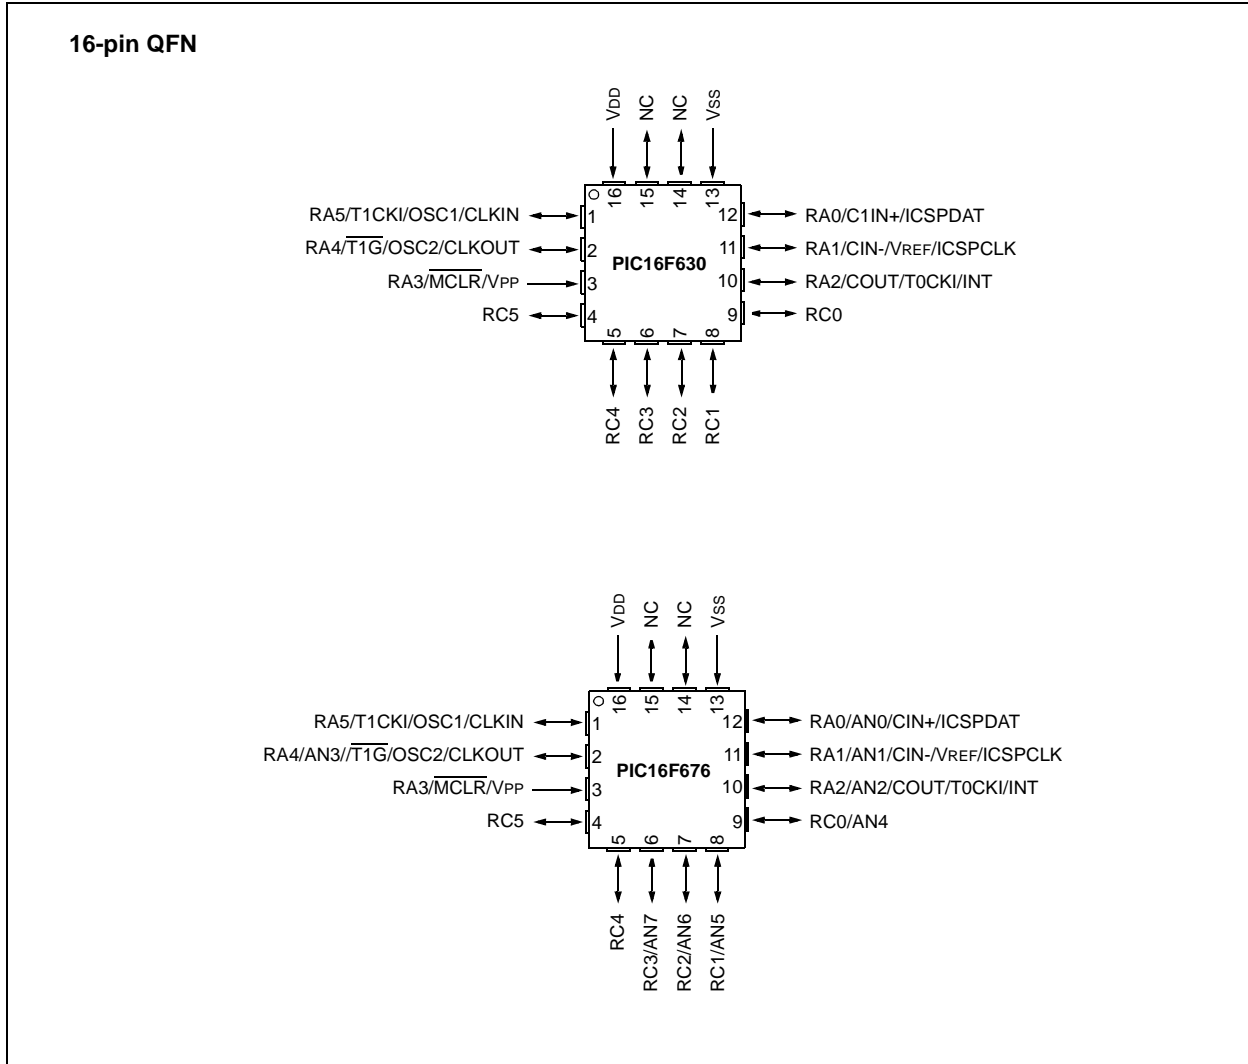 16-pin QFN
VDD
NC
NC
VSS
16
15
14
13
RA5/T1CKI/OSC1/CLKIN
1
12
RA0/C1IN+/ICSPDAT
RA4/T1G/OSC2/CLKOUT
2
11
RA1/CIN-/VREF/ICSPCLK
PIC16F630
RA3/MCLR/VPP
3
10
RA2/COUT/T0CKI/INT
RC5
4
9
RC0
5
6
7
8
RC4
RC3
RC2
RC1
VDD
NC
NC
VSS
16
15
14
13
RA5/T1CKI/OSC1/CLKIN
1
12
RA0/AN0/CIN+/ICSPDAT
RA4/AN3//T1G/OSC2/CLKOUT
2
11
RA1/AN1/CIN-/VREF/ICSPCLK
PIC16F676
RA3/MCLR/VPP
3
10
RA2/AN2/COUT/T0CKI/INT
RC5
4
9
RC0/AN4
5
6
7
8
RC4
RC3/AN7
RC2/AN6
RC1/AN5